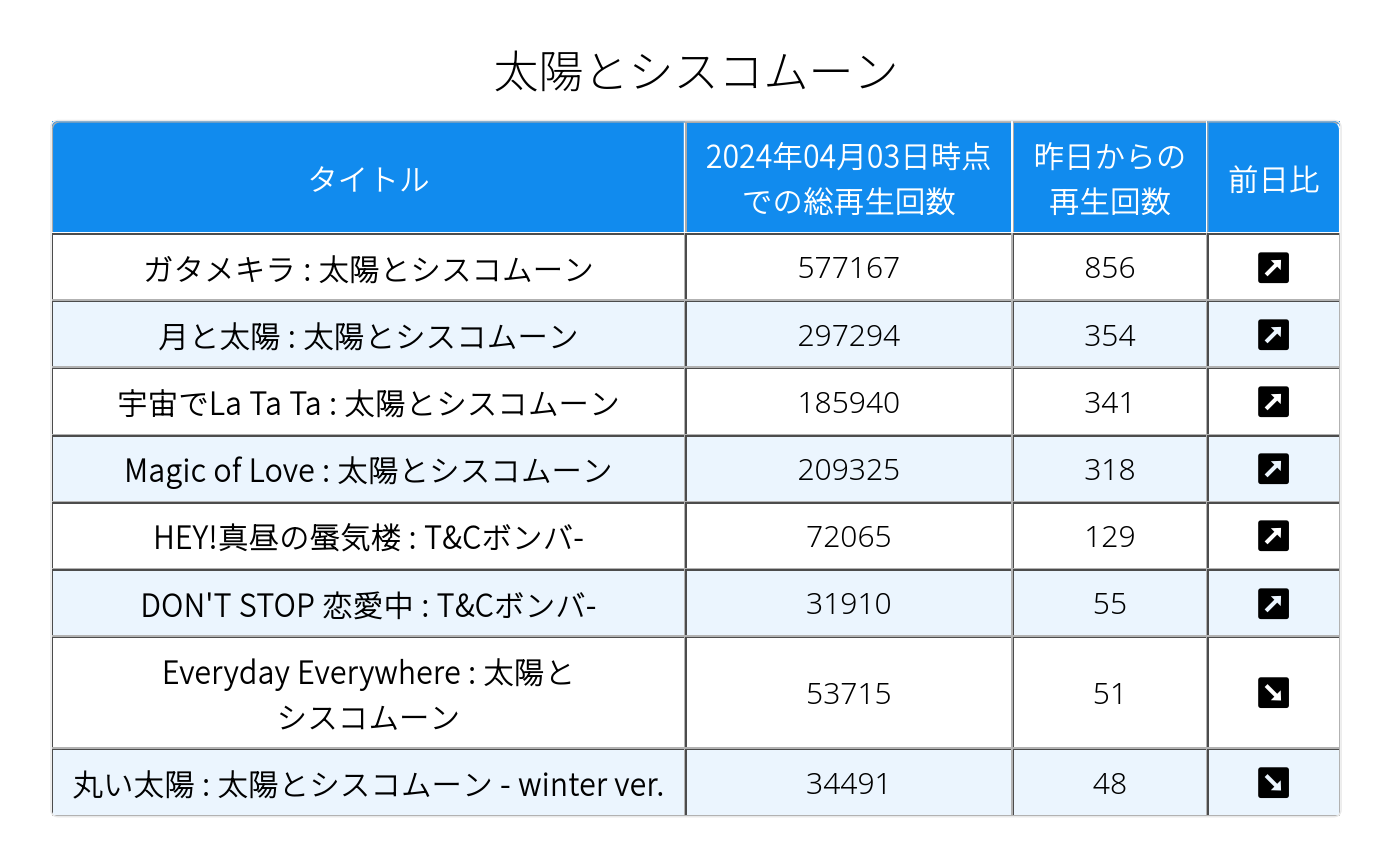 太陽とシスコムーン
タイトル
2024年04月03日時点
での総再生回数
昨日からの
再生回数
前日比
ガタメキラ : 太陽とシスコムーン 577167 856
月と太陽 : 太陽とシスコムーン 297294 354
宇宙でLa Ta Ta : 太陽とシスコムーン 185940 341
Magic of Love : 太陽とシスコムーン 209325 318
HEY!真昼の蜃気楼 : T&Cボンバ- 72065 129
DON'T STOP 恋愛中 : T&Cボンバ- 31910 55
Everyday Everywhere : 太陽と
シスコムーン 53715 51
丸い太陽 : 太陽とシスコムーン - winter ver. 34491 48